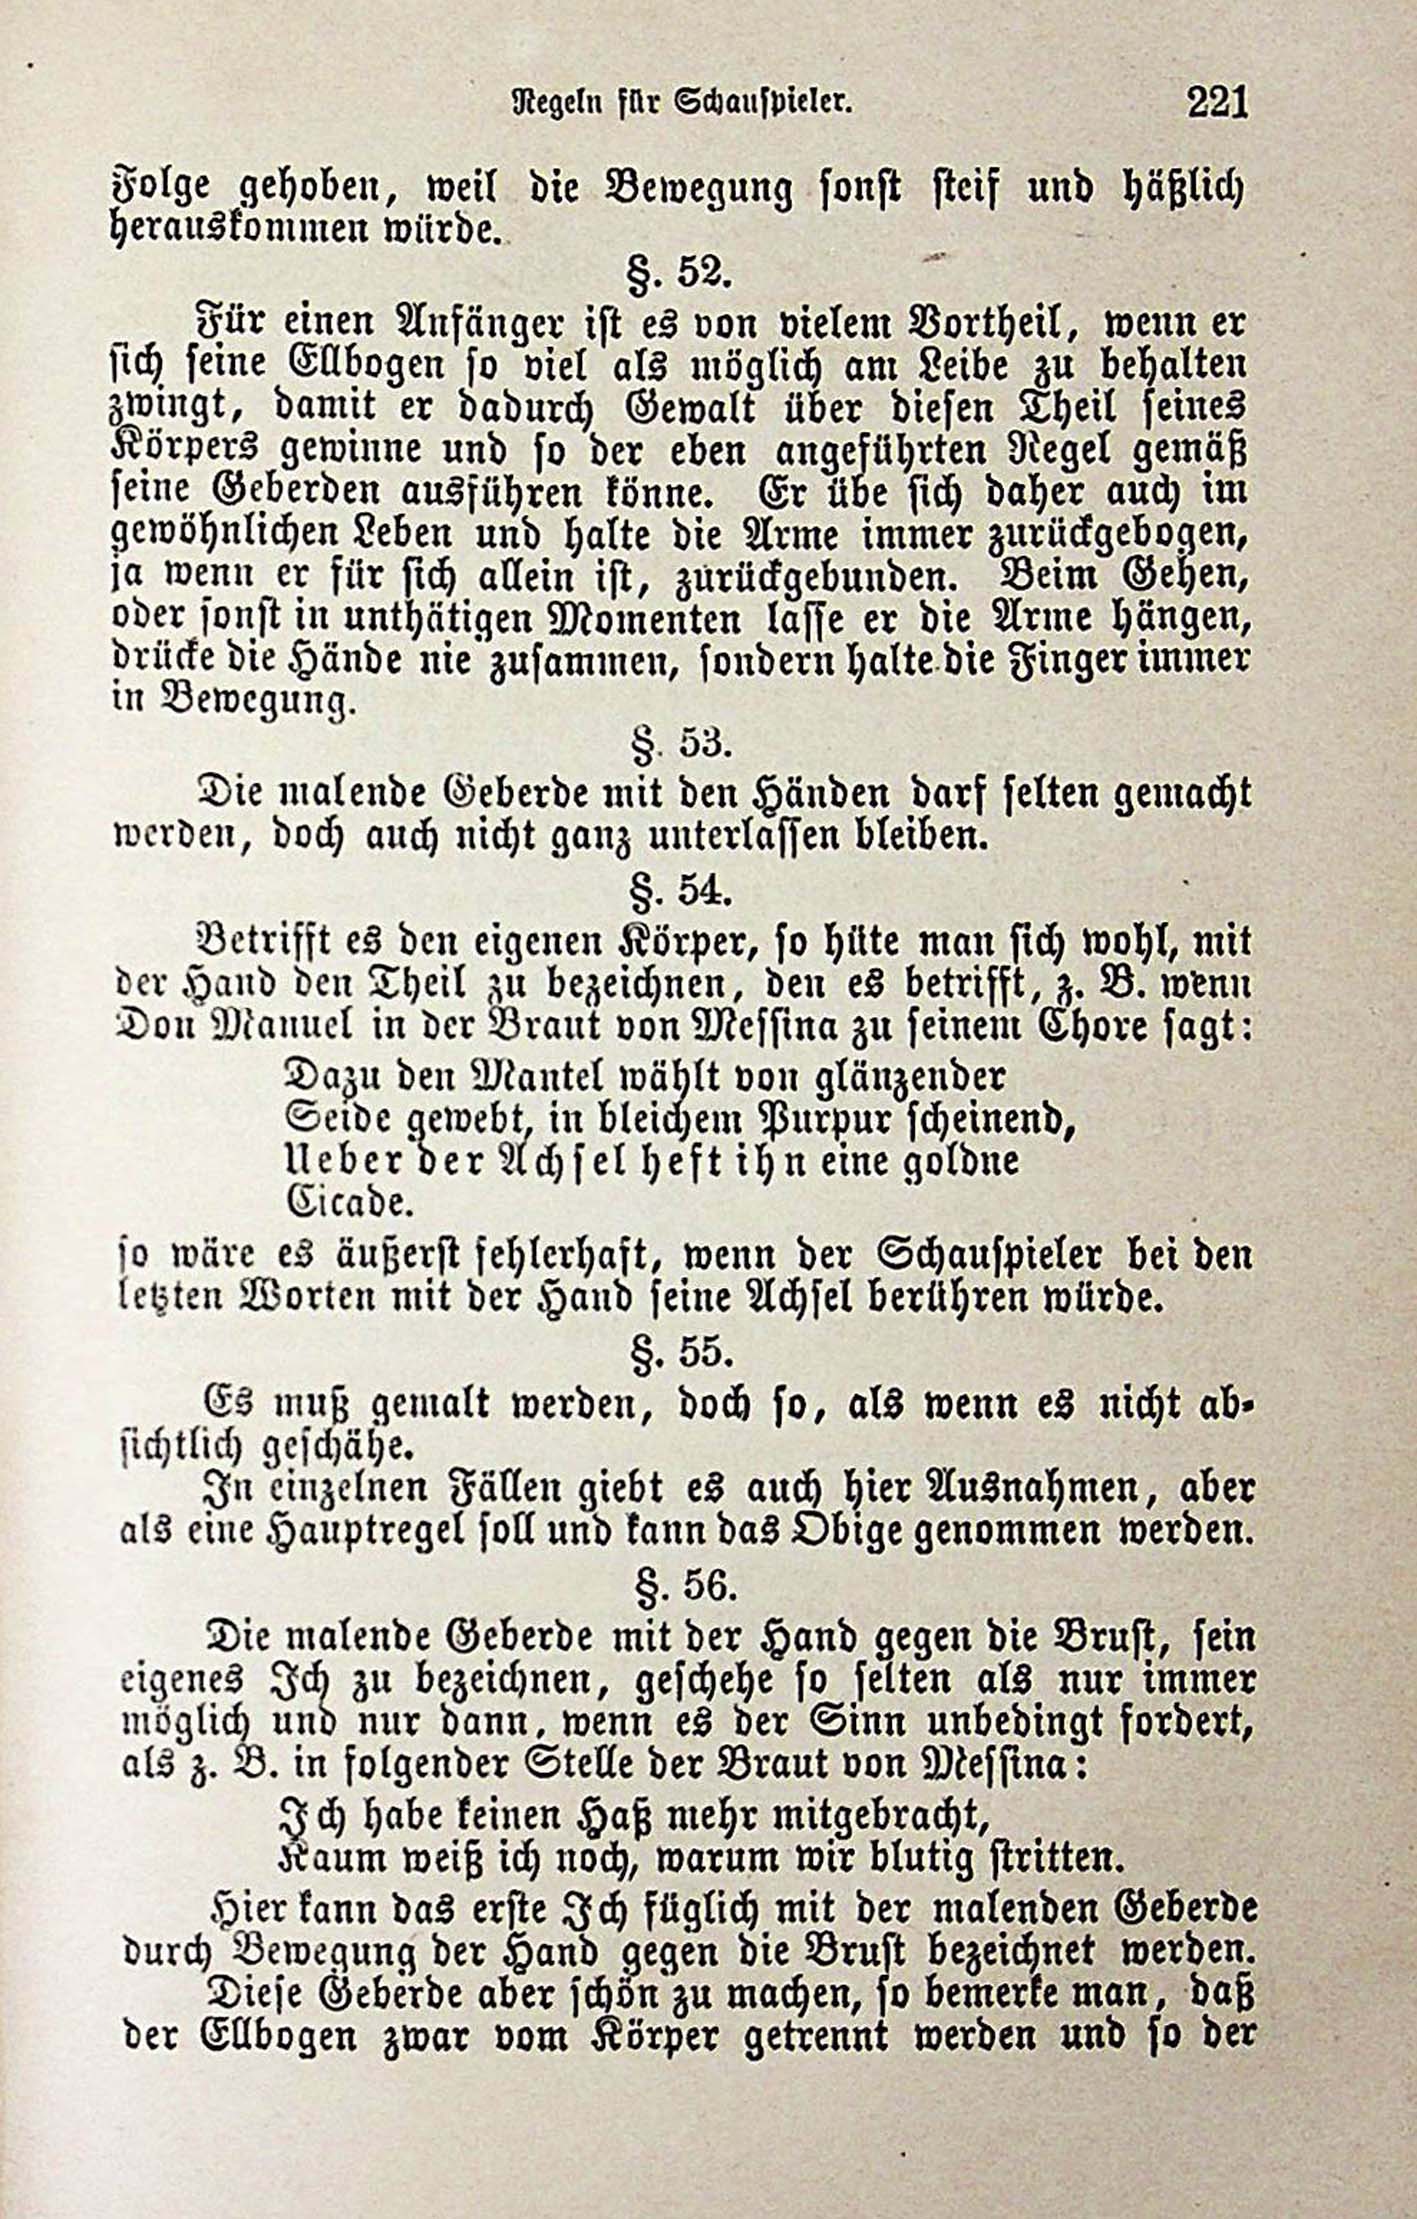 Regeln für Schauspieler. 221
Folge gehoben, weil die Bewegung sonst steif und häßlich
herauskommen würde.
§. 52.
Für einen Anfänger ist es von vielem Vortheil, wenn er
sich seine Ellbogen so viel als möglich am Leibe zu behalten
zwingt, damit er dadurch Gewalt über diesen Theil seines
Körpers gewinne und so der eben angeführten Regel gemäß
seine Geberden ausführen könne. Er übe sich daher auch im
gewöhnlichen Leben und halte die Arme immer zurückgebogen,
ja wenn er für sich allein ist, zurückgebunden. Beim Gehen,
oder sonst in unthätigen Momenten lasse er die Arme hängen,
drücke die Hände nie zusammen, sondern halte die Finger immer
in Bewegung.
§. 53.
Die malende Geberde mit den Händen darf selten gemacht
werden, doch auch nicht ganz unterlassen bleiben.
§. 54.
Betrifft es den eigenen Körper, so hüte man sich wohl, mit
der Hand den Theil zu bezeichnen, den es betrifft, z. B. wenn
Don Manuel in der Braut von Messina zu seinem Chore sagt:
Dazu den Mantel wählt von glänzender
Seide gewebt, in bleichem Purpur scheinend,
Ueber der Achsel heft ihn eine goldne
Cicade.
so wäre es äußerst fehlerhaft, wenn der Schauspieler bei den
letzten Worten mit der Hand seine Achsel berühren würde.
§. 55.
Es muß gemalt werden, doch so, als wenn es nicht ab-
sichtlich geschähe.
In einzelnen Fällen giebt es auch hier Ausnahmen, aber
als eine Hauptregel soll und kann das Obige genommen werden.
§. 56.
Die malende Geberde mit der Hand gegen die Brust, sein
eigenes Ich zu bezeichnen, geschehe so selten als nur immer
möglich und nur dann, wenn es der Sinn unbedingt fordert,
als z. B. in folgender Stelle der Braut von Messina:
Ich habe keinen Haß mehr mitgebracht,
Kaum weiß ich noch, warum wir blutig stritten.
Hier kann das erste Ich füglich mit der malenden Geberde
durch Bewegung der Hand gegen die Brust bezeichnet werden.
Diese Geberde aber schön zu machen, so bemerke man, daß
der Ellbogen zwar vom Körper getrennt werden und so der